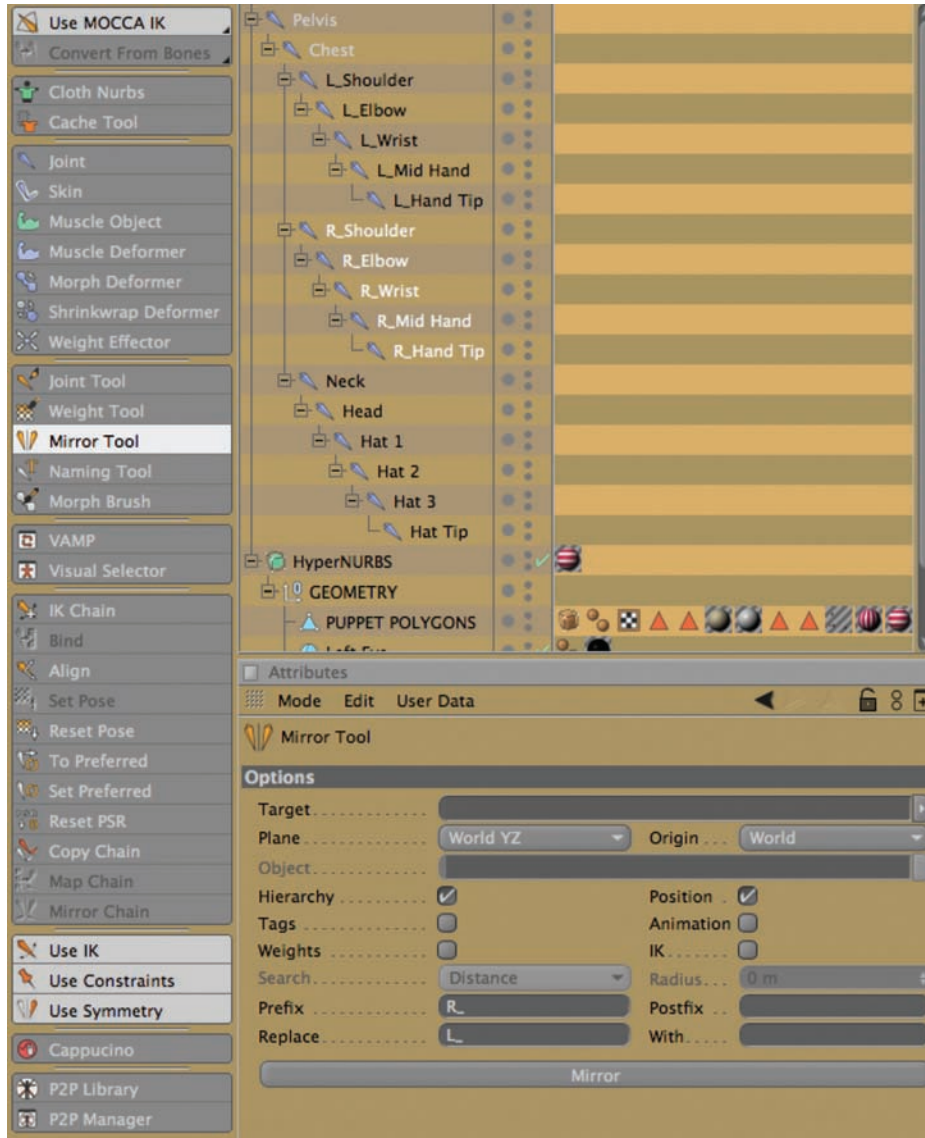 Use MOCCA IK
Convert From Bones
Cloth Nurbs
Cache Tool
Joint
Skin
Muscle Object
Muscle Deformer
Morph Deformer
Shrinkwrap Deformer
Weight Effector
Joint Tool
Weight Tool
Mirror Tool
Naming Tool
Morph Brush
VAMP
Visual Selector
IK Chain
Bind
Align
Set Pose
Reset Pose
To Preferred
Set Preferred
Reset PSR
Copy Chain
Map Chain
Mirror Chain
Use IK
Use Constraints
Use Symmetry
Cappucino
P2P Library
P2P Manager
Pelvis
Chest
L_Shoulder
L_Elbow
L_Wrist
L_Mid Hand
L_Hand Tip
R_Shoulder
R_Elbow
R_Wrist
R_Mid Hand
R_Hand Tip
Neck
Head
Hat 1
Hat 2
Hat 3
Hat Tip
HyperNURBS
GEOMETRY
PUPPET POLYGONS
Attributes
Mode Edit User Data
Mirror Tool
Options
Target
Plane World YZ Origin World
Object
Hierarchy Position
Tags Animation
Weights IK
Search Distance Radius 0 m
Prefix R_ Postfix
Replace L_ With
Mirror